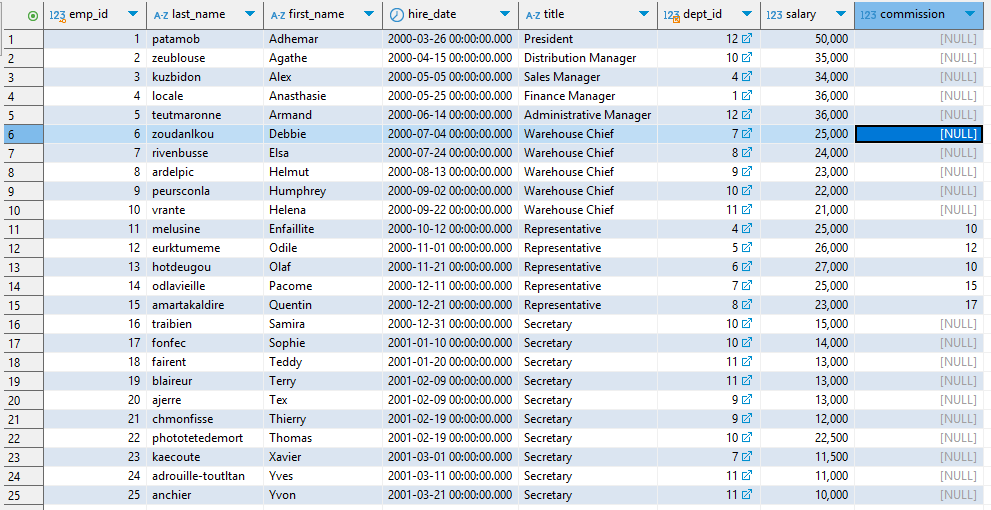 123 emp_id A-Z last_name A-Z first_name hire_date A-Z title 123 dept_id 123 salary 123 commission
1 1 patamob Adhemar 2000-03-26 00:00:00.000 President 12 50,000 [NULL]
2 2 zeublouse Agathe 2000-04-15 00:00:00.000 Distribution Manager 10 35,000 [NULL]
3 3 kuzbidon Alex 2000-05-05 00:00:00.000 Sales Manager 4 34,000 [NULL]
4 4 locale Anasthasie 2000-05-25 00:00:00.000 Finance Manager 1 36,000 [NULL]
5 5 teutmaronne Armand 2000-06-14 00:00:00.000 Administrative Manager 12 36,000 [NULL]
6 6 zoudanlkou Debbie 2000-07-04 00:00:00.000 Warehouse Chief 7 25,000 [NULL]
7 7 rivenbusse Elsa 2000-07-24 00:00:00.000 Warehouse Chief 8 24,000 [NULL]
8 8 ardelpic Helmut 2000-08-13 00:00:00.000 Warehouse Chief 9 23,000 [NULL]
9 9 peursconla Humphrey 2000-09-02 00:00:00.000 Warehouse Chief 10 22,000 [NULL]
10 10 vrante Helena 2000-09-22 00:00:00.000 Warehouse Chief 11 21,000 [NULL]
11 11 melusine Enfaillite 2000-10-12 00:00:00.000 Representative 4 25,000 10
12 12 eurktumeme Odile 2000-11-01 00:00:00.000 Representative 5 26,000 12
13 13 hotdeugou Olaf 2000-11-21 00:00:00.000 Representative 6 27,000 10
14 14 odlavieille Pacome 2000-12-11 00:00:00.000 Representative 7 25,000 15
15 15 amartakaldire Quentin 2000-12-21 00:00:00.000 Representative 8 23,000 17
16 16 traibien Samira 2000-12-31 00:00:00.000 Secretary 10 15,000 [NULL]
17 17 fonfec Sophie 2001-01-10 00:00:00.000 Secretary 10 14,000 [NULL]
18 18 fairent Teddy 2001-01-20 00:00:00.000 Secretary 11 13,000 [NULL]
19 19 blaireur Terry 2001-02-09 00:00:00.000 Secretary 11 13,000 [NULL]
20 20 ajerre Tex 2001-02-09 00:00:00.000 Secretary 9 13,000 [NULL]
21 21 chmonfisse Thierry 2001-02-19 00:00:00.000 Secretary 9 12,000 [NULL]
22 22 phototetedemort Thomas 2001-02-19 00:00:00.000 Secretary 10 22,500 [NULL]
23 23 kaecoute Xavier 2001-03-01 00:00:00.000 Secretary 7 11,500 [NULL]
24 24 adrouille-toutltan Yves 2001-03-11 00:00:00.000 Secretary 11 11,000 [NULL]
25 25 anchier Yvon 2001-03-21 00:00:00.000 Secretary 11 10,000 [NULL]